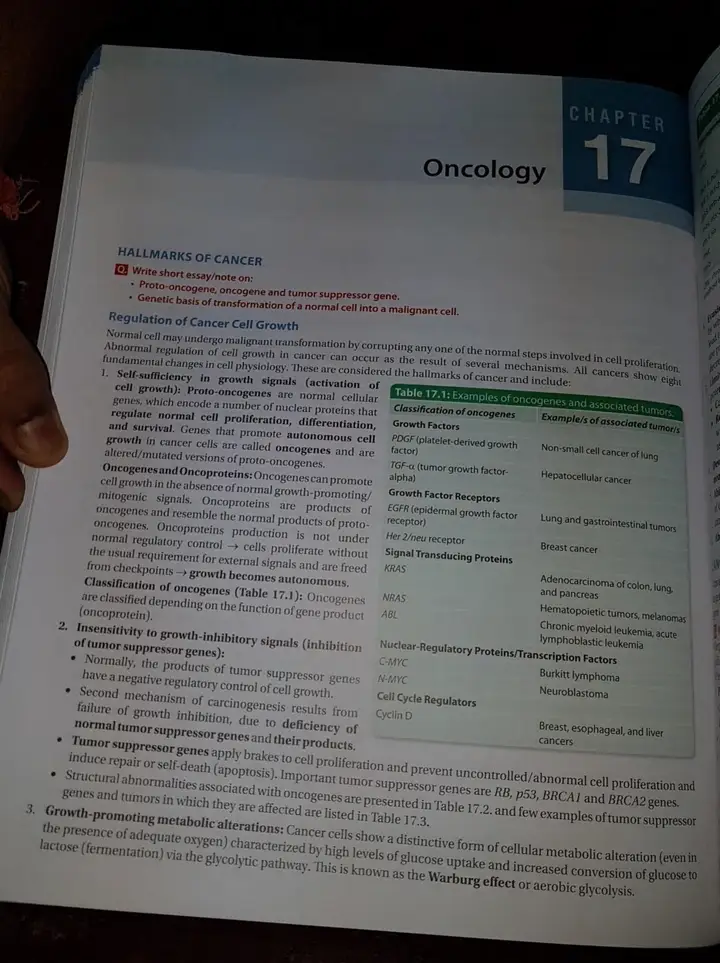 CHAPTER
17
Oncology
HALLMARKS OF CANCER
Q. Write short essay/note on:
• Proto-oncogene, oncogene and tumor suppressor gene.
• Genetic basis of transformation of a normal cell into a malignant cell.
Regulation of Cancer Cell Growth
Normal cell may undergo malignant transformation by corrupting any one of the normal steps involved in cell proliferation.
Abnormal regulation of cell growth in cancer can occur as the result of several mechanisms. All cancers show eight
fundamental changes in cell physiology. These are considered the hallmarks of cancer and include:
1. Self-sufficiency in growth signals (activation of
cell growth): Proto-oncogenes are normal cellular
genes, which encode a number of nuclear proteins that
regulate normal cell proliferation, differentiation,
and survival. Genes that promote autonomous cell
growth in cancer cells are called oncogenes and are
altered/mutated versions of proto-oncogenes.
Oncogenes and Oncoproteins: Oncogenes can promote
cell growth in the absence of normal growth-promoting/
mitogenic signals. Oncoproteins are products of
oncogenes and resemble the normal products of proto-
oncogenes. Oncoproteins production is not under
normal regulatory control → cells proliferate without
the usual requirement for external signals and are freed
from checkpoints → growth becomes autonomous.
Classification of oncogenes (Table 17.1): Oncogenes
are classified depending on the function of gene product
(oncoprotein).
2. Insensitivity to growth-inhibitory signals (inhibition
of tumor suppressor genes):
• Normally, the products of tumor suppressor genes
have a negative regulatory control of cell growth.
• Second mechanism of carcinogenesis results from
failure of growth inhibition, due to deficiency of
normal tumor suppressor genes and their products.
Table 17.1: Examples of oncogenes and associated tumors.
Classification of oncogenes Example/s of associated tumor/s
Growth Factors
PDGF (platelet-derived growth
factor) Non-small cell cancer of lung
TGF-α (tumor growth factor-
alpha) Hepatocellular cancer
Growth Factor Receptors
EGFR (epidermal growth factor
receptor) Lung and gastrointestinal tumors
Her 2/neu receptor Breast cancer
Signal Transducing Proteins
KRAS Adenocarcinoma of colon, lung,
and pancreas
NRAS Hematopoietic tumors, melanomas
ABL Chronic myeloid leukemia, acute
lymphoblastic leukemia
Nuclear-Regulatory Proteins/Transcription Factors
C-MYC Burkitt lymphoma
N-MYC Neuroblastoma
Cell Cycle Regulators
Cyclin D Breast, esophageal, and liver
cancers
• Tumor suppressor genes apply brakes to cell proliferation and prevent uncontrolled/abnormal cell proliferation and
induce repair or self-death (apoptosis). Important tumor suppressor genes are RB, p53, BRCA1 and BRCA2 genes.
• Structural abnormalities associated with oncogenes are presented in Table 17.2. and few examples of tumor suppressor
genes and tumors in which they are affected are listed in Table 17.3.
3. Growth-promoting metabolic alterations: Cancer cells show a distinctive form of cellular metabolic alteration (even in
the presence of adequate oxygen) characterized by high levels of glucose uptake and increased conversion of glucose to
lactose (fermentation) via the glycolytic pathway. This is known as the Warburg effect or aerobic glycolysis.